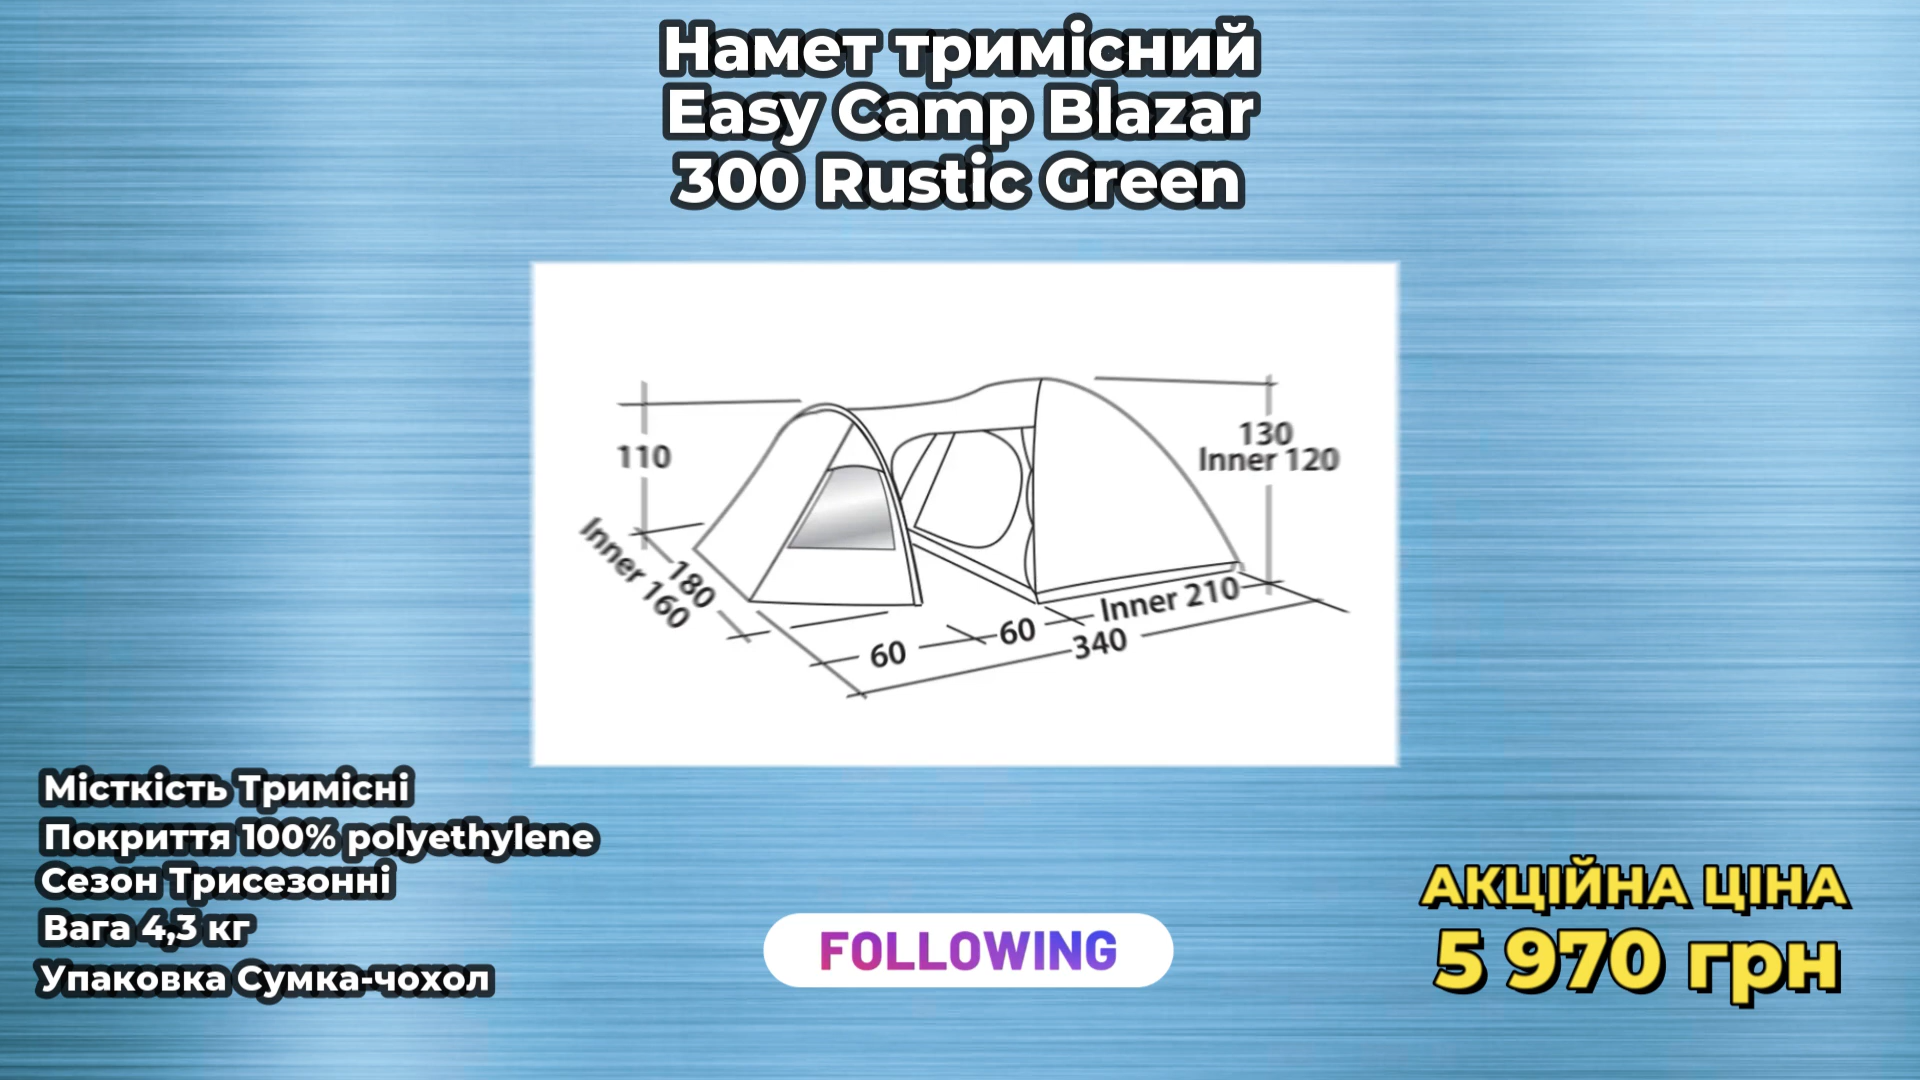 Намет тримісний
Easy Camp Blazar
300 Rustic Green
110
130
Inner 120
Inner 160
180
60
60
Inner 210
340
Місткість Тримісні
Покриття 100% polyethylene
Сезон Трисезонні
Вага 4,3 кг
Упаковка Сумка-чохол
FOLLOWING
АКЦІЙНА ЦІНА
5 970 грн